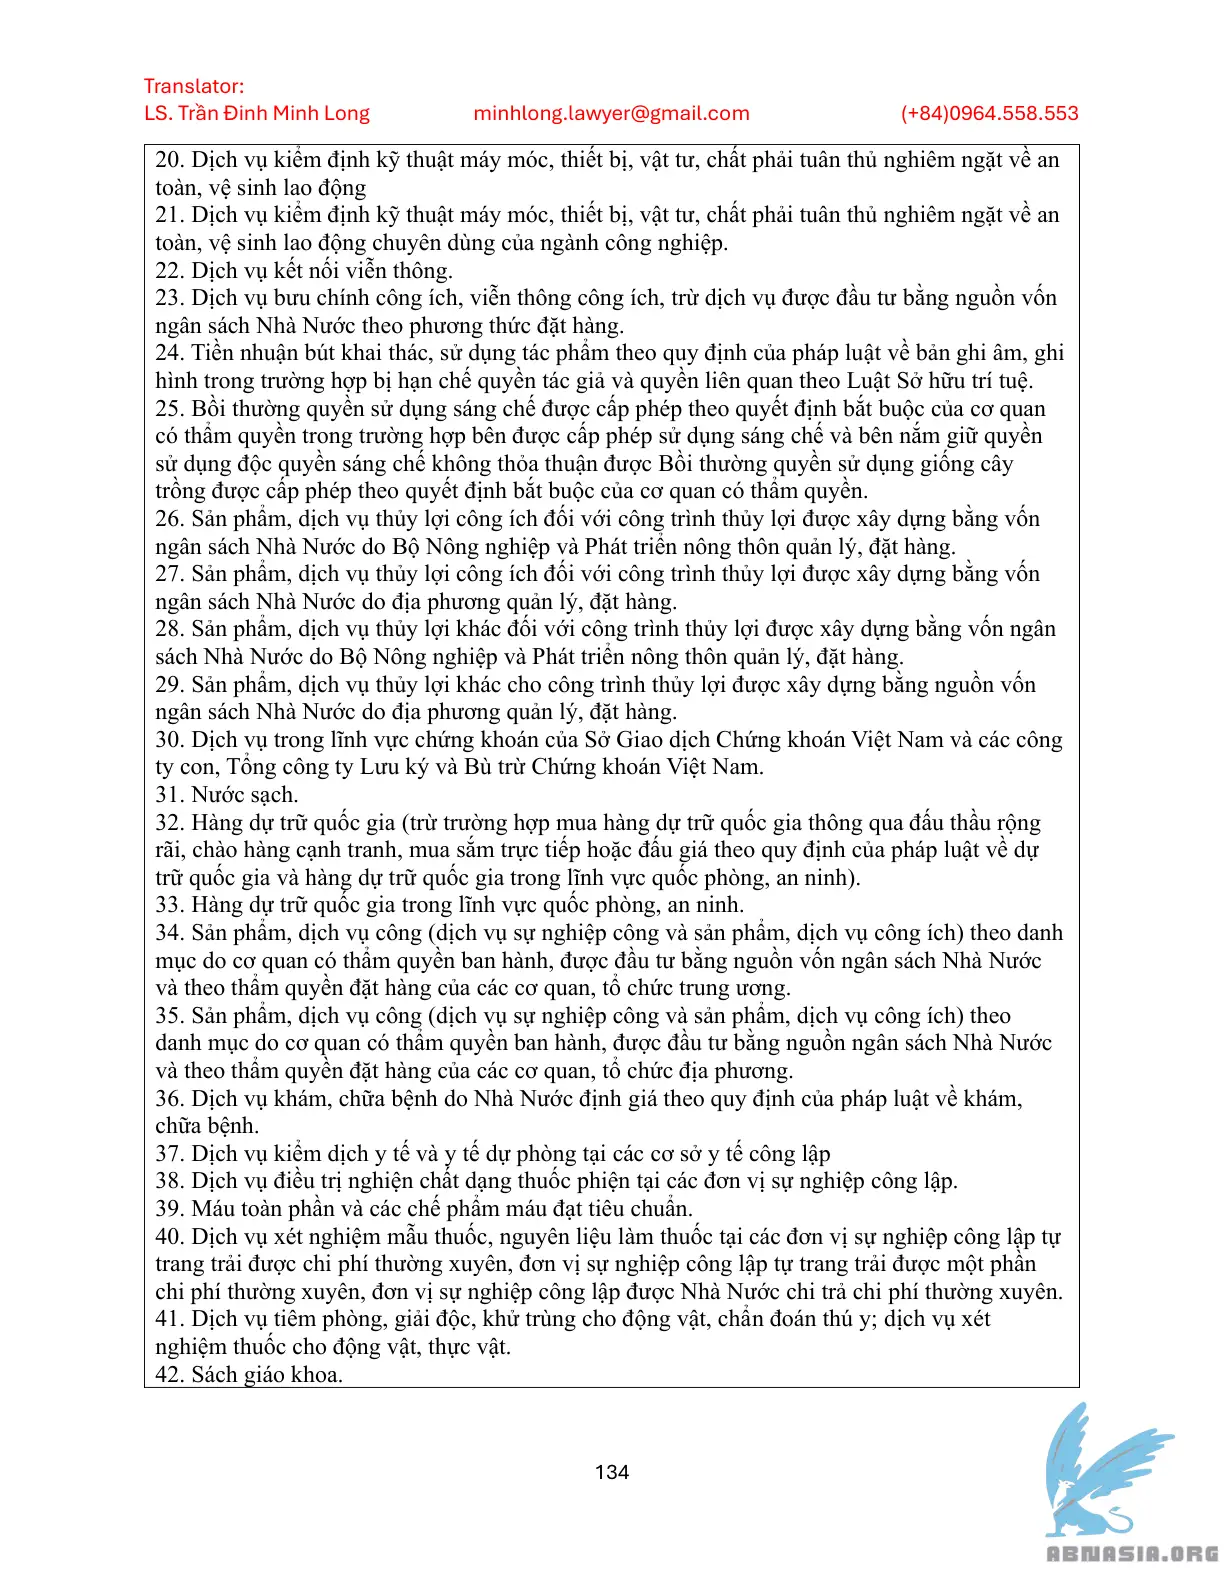 Translator:
LS. Trần Đinh Minh Long minhlong.lawyer@gmail.com (+84)0964.558.553
20. Dịch vụ kiểm định kỹ thuật máy móc, thiết bị, vật tư, chất phải tuân thủ nghiêm ngặt về an
toàn, vệ sinh lao động
21. Dịch vụ kiểm định kỹ thuật máy móc, thiết bị, vật tư, chất phải tuân thủ nghiêm ngặt về an
toàn, vệ sinh lao động chuyên dùng của ngành công nghiệp.
22. Dịch vụ kết nối viễn thông.
23. Dịch vụ bưu chính công ích, viễn thông công ích, trừ dịch vụ được đầu tư bằng nguồn vốn
ngân sách Nhà Nước theo phương thức đặt hàng.
24. Tiền nhuận bút khai thác, sử dụng tác phẩm theo quy định của pháp luật về bản ghi âm, ghi
hình trong trường hợp bị hạn chế quyền tác giả và quyền liên quan theo Luật Sở hữu trí tuệ.
25. Bồi thường quyền sử dụng sáng chế được cấp phép theo quyết định bắt buộc của cơ quan
có thẩm quyền trong trường hợp bên được cấp phép sử dụng sáng chế và bên nắm giữ quyền
sử dụng độc quyền sáng chế không thỏa thuận được Bồi thường quyền sử dụng giống cây
trồng được cấp phép theo quyết định bắt buộc của cơ quan có thẩm quyền.
26. Sản phẩm, dịch vụ thủy lợi công ích đối với công trình thủy lợi được xây dựng bằng vốn
ngân sách Nhà Nước do Bộ Nông nghiệp và Phát triển nông thôn quản lý, đặt hàng.
27. Sản phẩm, dịch vụ thủy lợi công ích đối với công trình thủy lợi được xây dựng bằng vốn
ngân sách Nhà Nước do địa phương quản lý, đặt hàng.
28. Sản phẩm, dịch vụ thủy lợi khác đối với công trình thủy lợi được xây dựng bằng vốn ngân
sách Nhà Nước do Bộ Nông nghiệp và Phát triển nông thôn quản lý, đặt hàng.
29. Sản phẩm, dịch vụ thủy lợi khác cho công trình thủy lợi được xây dựng bằng nguồn vốn
ngân sách Nhà Nước do địa phương quản lý, đặt hàng.
30. Dịch vụ trong lĩnh vực chứng khoán của Sở Giao dịch Chứng khoán Việt Nam và các công
ty con, Tổng công ty Lưu ký và Bù trừ Chứng khoán Việt Nam.
31. Nước sạch.
32. Hàng dự trữ quốc gia (trừ trường hợp mua hàng dự trữ quốc gia thông qua đấu thầu rộng
rãi, chào hàng cạnh tranh, mua sắm trực tiếp hoặc đấu giá theo quy định của pháp luật về dự
trữ quốc gia và hàng dự trữ quốc gia trong lĩnh vực quốc phòng, an ninh).
33. Hàng dự trữ quốc gia trong lĩnh vực quốc phòng, an ninh.
34. Sản phẩm, dịch vụ công (dịch vụ sự nghiệp công và sản phẩm, dịch vụ công ích) theo danh
mục do cơ quan có thẩm quyền ban hành, được đầu tư bằng nguồn vốn ngân sách Nhà Nước
và theo thẩm quyền đặt hàng của các cơ quan, tổ chức trung ương.
35. Sản phẩm, dịch vụ công (dịch vụ sự nghiệp công và sản phẩm, dịch vụ công ích) theo
danh mục do cơ quan có thẩm quyền ban hành, được đầu tư bằng nguồn ngân sách Nhà Nước
và theo thẩm quyền đặt hàng của các cơ quan, tổ chức địa phương.
36. Dịch vụ khám, chữa bệnh do Nhà Nước định giá theo quy định của pháp luật về khám,
chữa bệnh.
37. Dịch vụ kiểm dịch y tế và y tế dự phòng tại các cơ sở y tế công lập
38. Dịch vụ điều trị nghiện chất dạng thuốc phiện tại các đơn vị sự nghiệp công lập.
39. Máu toàn phần và các chế phẩm máu đạt tiêu chuẩn.
40. Dịch vụ xét nghiệm mẫu thuốc, nguyên liệu làm thuốc tại các đơn vị sự nghiệp công lập tự
trang trải được chi phí thường xuyên, đơn vị sự nghiệp công lập tự trang trải được một phần
chi phí thường xuyên, đơn vị sự nghiệp công lập được Nhà Nước chi trả chi phí thường xuyên.
41. Dịch vụ tiêm phòng, giải độc, khử trùng cho động vật, chẩn đoán thú y; dịch vụ xét
nghiệm thuốc cho động vật, thực vật.
42. Sách giáo khoa.
134
ABNASIA.ORG